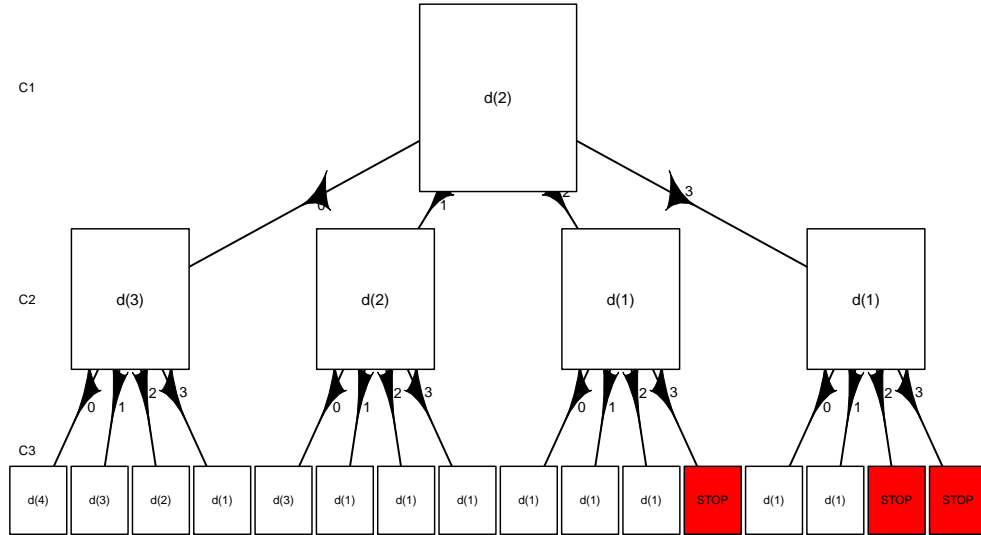 C1
d(2)
0
1
2
3
C2
d(3)
d(2)
d(1)
d(1)
0
1
2
3
0
1
2
3
0
1
2
3
0
1
2
3
C3
d(4)
d(3)
d(2)
d(1)
d(3)
d(1)
d(1)
d(1)
d(1)
d(1)
d(1)
STOP
d(1)
d(1)
STOP
STOP